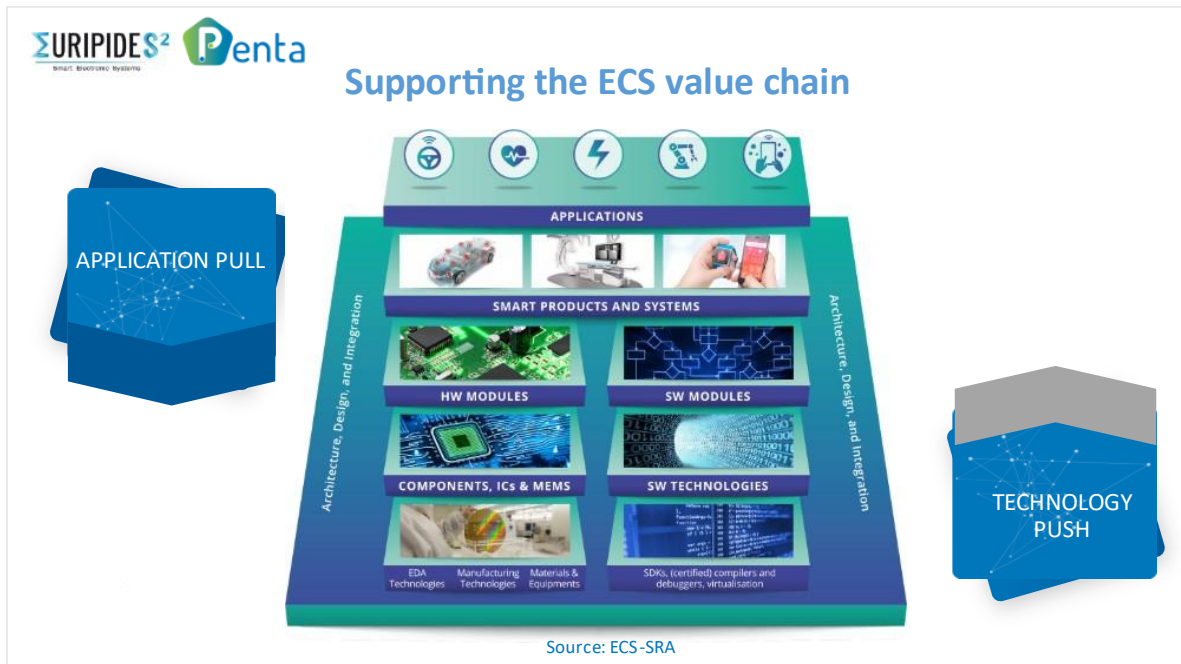 ΣURIPIDES²
Smart Electronic Systems
Penta
Supporting the ECS value chain
APPLICATION PULL
APPLICATIONS
SMART PRODUCTS AND SYSTEMS
Architecture, Design, and Integration
Architecture, Design, and Integration
HW MODULES
SW MODULES
COMPONENTS, ICs & MEMS
SW TECHNOLOGIES
EDA
Technologies
Manufacturing
Technologies
Materials &
Equipments
SDKs, (certified) compilers and
debuggers, virtualisation
TECHNOLOGY
PUSH
Source: ECS-SRA